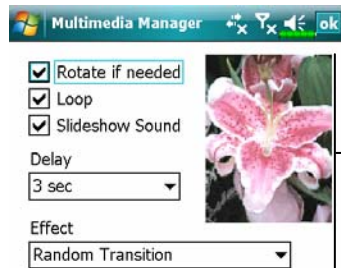 Multimedia Manager ok
Rotate if needed
Loop
Slideshow Sound
Delay
3 sec
Effect
Random Transition